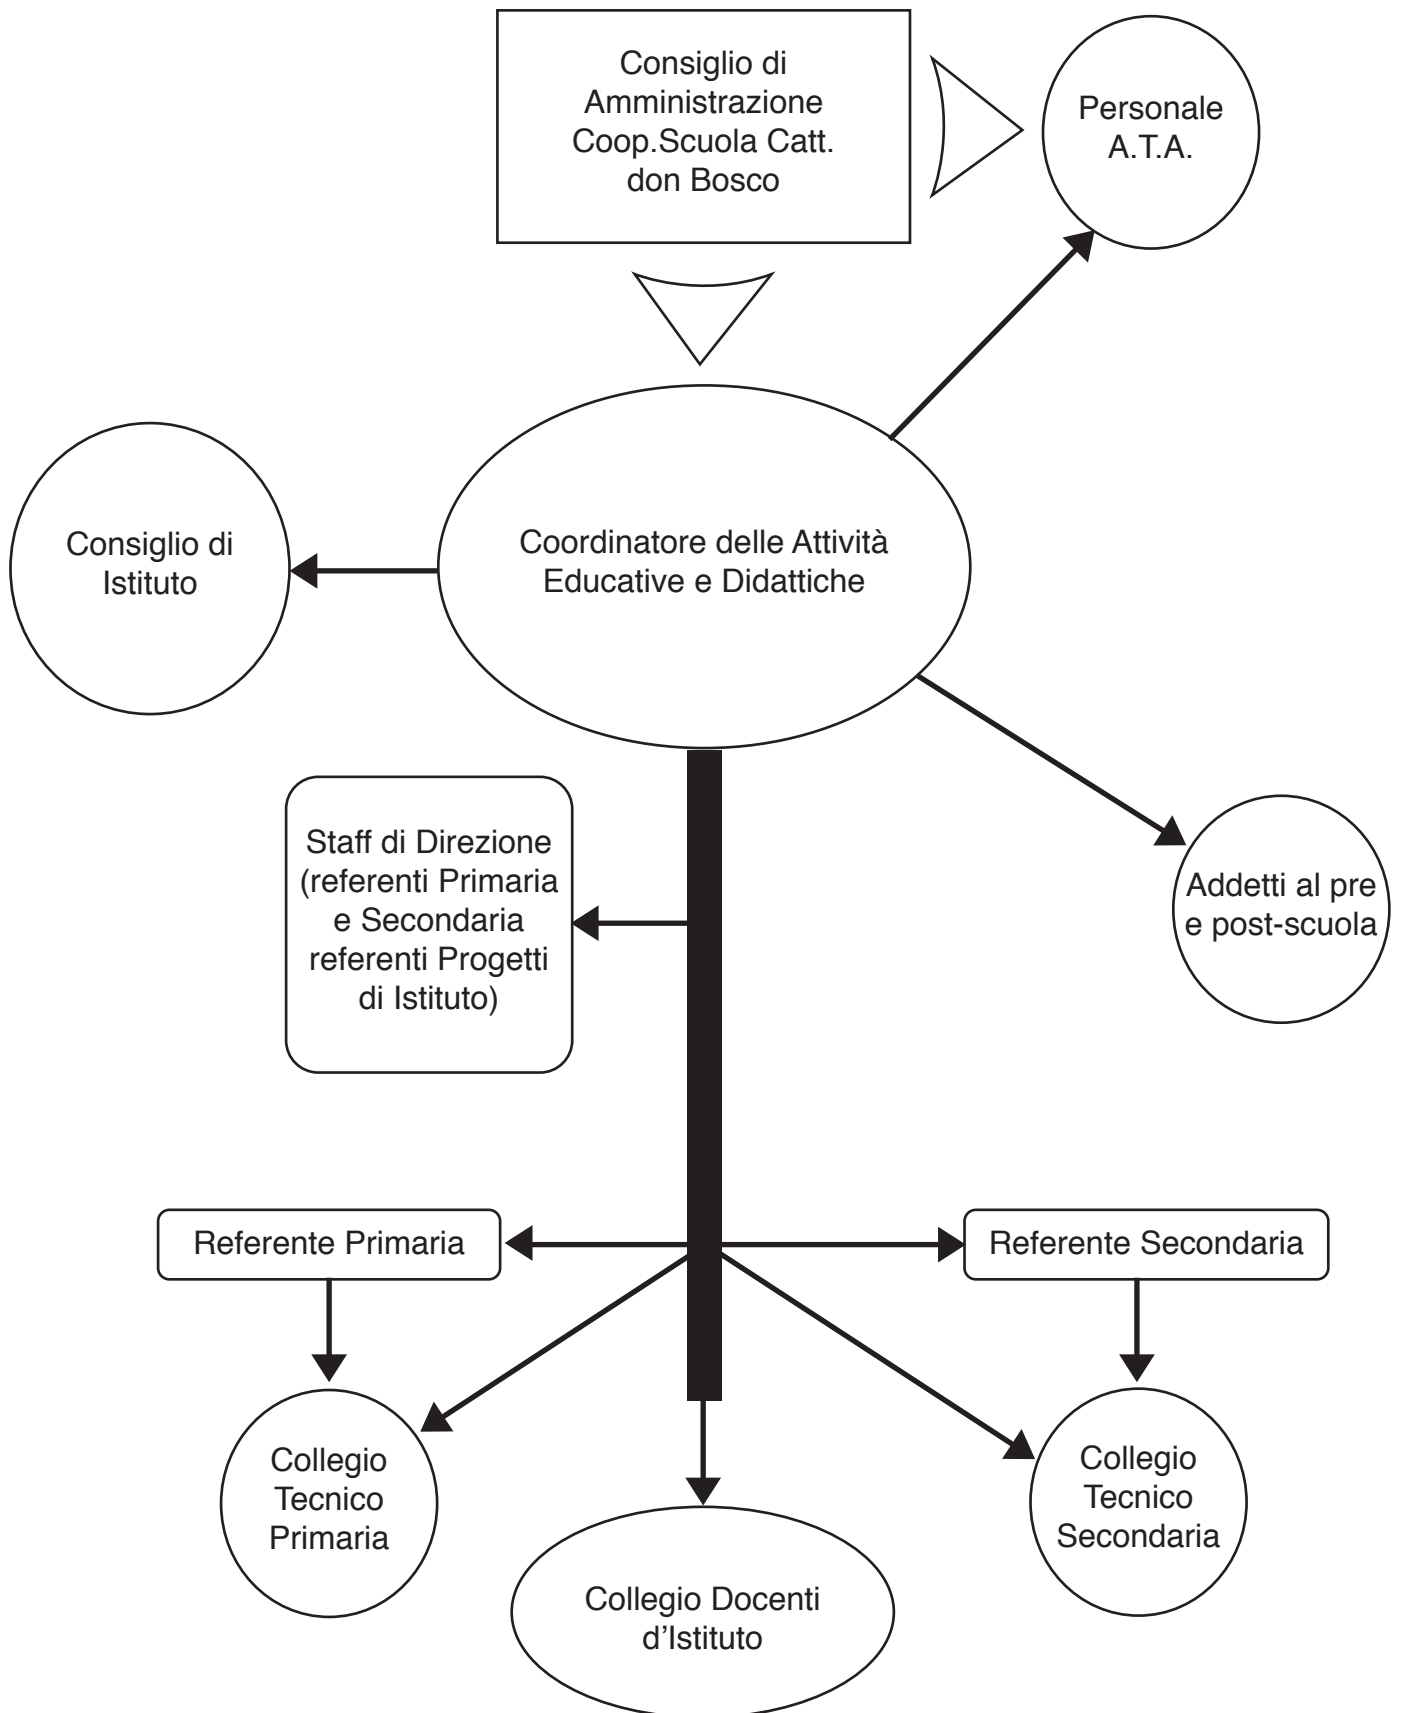 Consiglio di
Amministrazione
Coop.Scuola Catt.
don Bosco
Personale
A.T.A.
Consiglio di
Istituto
Coordinatore delle Attività
Educative e Didattiche
Staff di Direzione
(referenti Primaria
e Secondaria
referenti Progetti
di Istituto)
Addetti al pre
e post-scuola
Referente Primaria
Referente Secondaria
Collegio
Tecnico
Primaria
Collegio Docenti
d’Istituto
Collegio
Tecnico
Secondaria